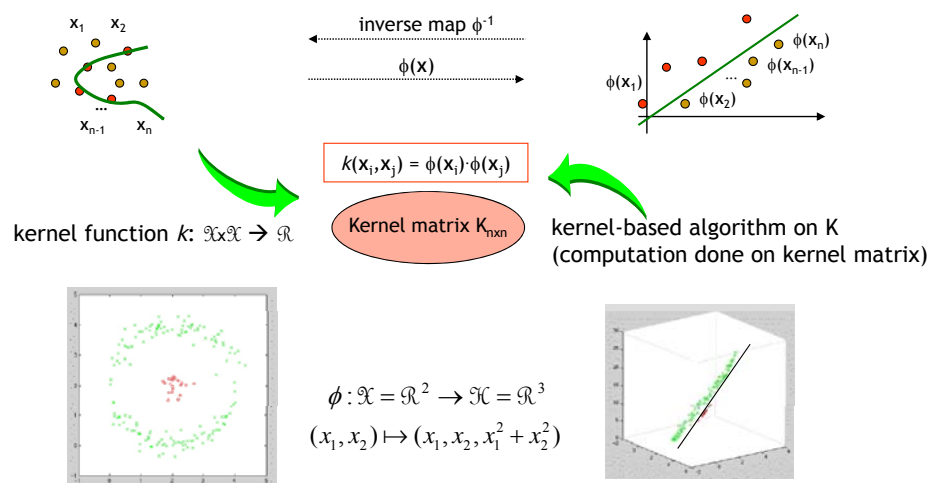 x₁ x₂
inverse map ϕ⁻¹
ϕ(x)
...
xₙ₋₁ xₙ
ϕ(xₙ)
ϕ(xₙ₋₁)
...
ϕ(x₁)
ϕ(x₂)
k(xᵢ,xⱼ) = ϕ(xᵢ)·ϕ(xⱼ)
Kernel matrix Kₙₓₙ
kernel function k: 𝒳x𝒳 → ℛ
kernel-based algorithm on K
(computation done on kernel matrix)
ϕ : 𝒳 = ℛ² → ℋ = ℛ³
(x₁, x₂) ↦ (x₁, x₂, x₁² + x₂²)